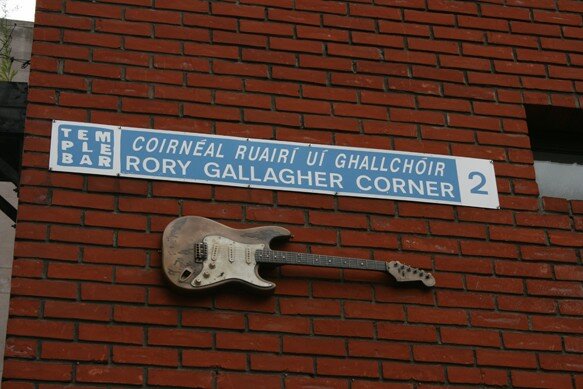 TEM
PLE
BAR
COIRNÉAL RUAIRÍ UÍ GHALLCHÓIR
RORY GALLAGHER CORNER
2